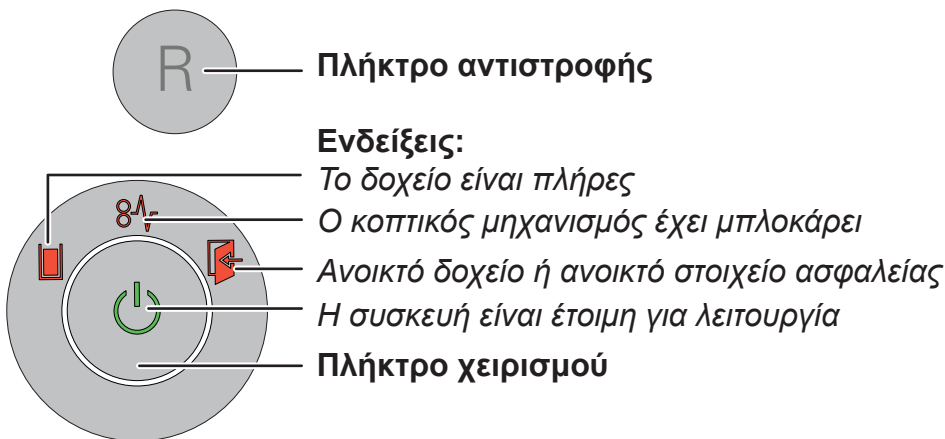 R
Πλήκτρο αντιστροφής
Ενδείξεις:
Το δοχείο είναι πλήρες
Ο κοπτικός μηχανισμός έχει μπλοκάρει
Ανοικτό δοχείο ή ανοικτό στοιχείο ασφαλείας
Η συσκευή είναι έτοιμη για λειτουργία
Πλήκτρο χειρισμού